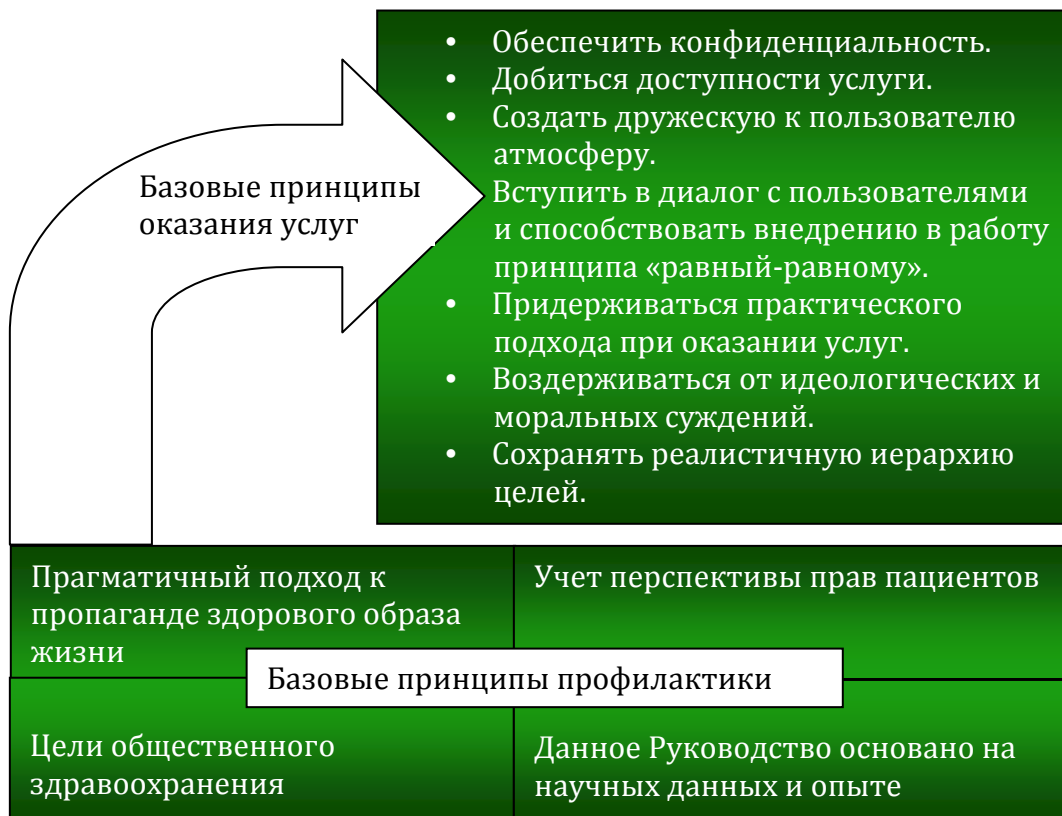 • Обеспечить конфиденциальность.
• Добиться доступности услуги.
• Создать дружескую к пользователю
атмосферу.
Базовые принципы
оказания услуг
• Вступить в диалог с пользователями
и способствовать внедрению в работу
принципа «равный-равному».
• Придерживаться практического
подхода при оказании услуг.
• Воздерживаться от идеологических и
моральных суждений.
• Сохранять реалистичную иерархию
целей.
Прагматичный подход к
пропаганде здорового образа
жизни
Учет перспективы прав пациентов
Базовые принципы профилактики
Цели общественного
здравоохранения
Данное Руководство основано на
научных данных и опыте